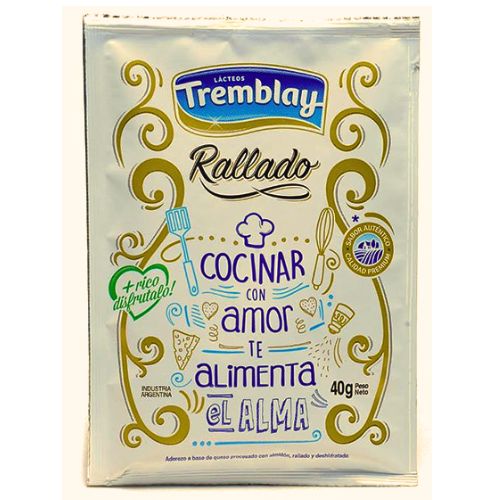 LÁCTEOS
Tremblay
Rallado
*
SABOR AUTÉNTICO
CALIDAD PREMIUM
+ rico
disfrutalo!
COCINAR
CON
amor
TE
alimenta
el ALMA
INDUSTRIA
ARGENTINA
40g Peso
Neto
Aderezo a base de queso procesado con almidón, rallado y deshidratado